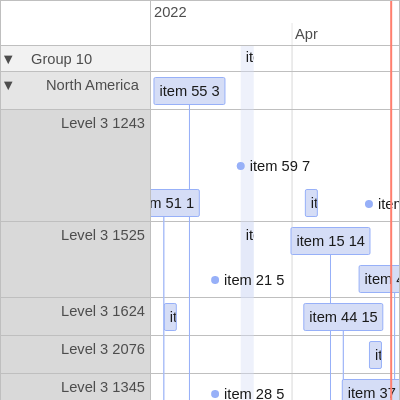 2022
Apr
▼ Group 10
it
▼ North America
item 55 3
Level 3 1243
item 59 7
m 51 1
it
Level 3 1525
it
item 15 14
item 21 5
item
Level 3 1624
it
item 44 15
Level 3 2076
it
Level 3 1345
item 28 5
item 37